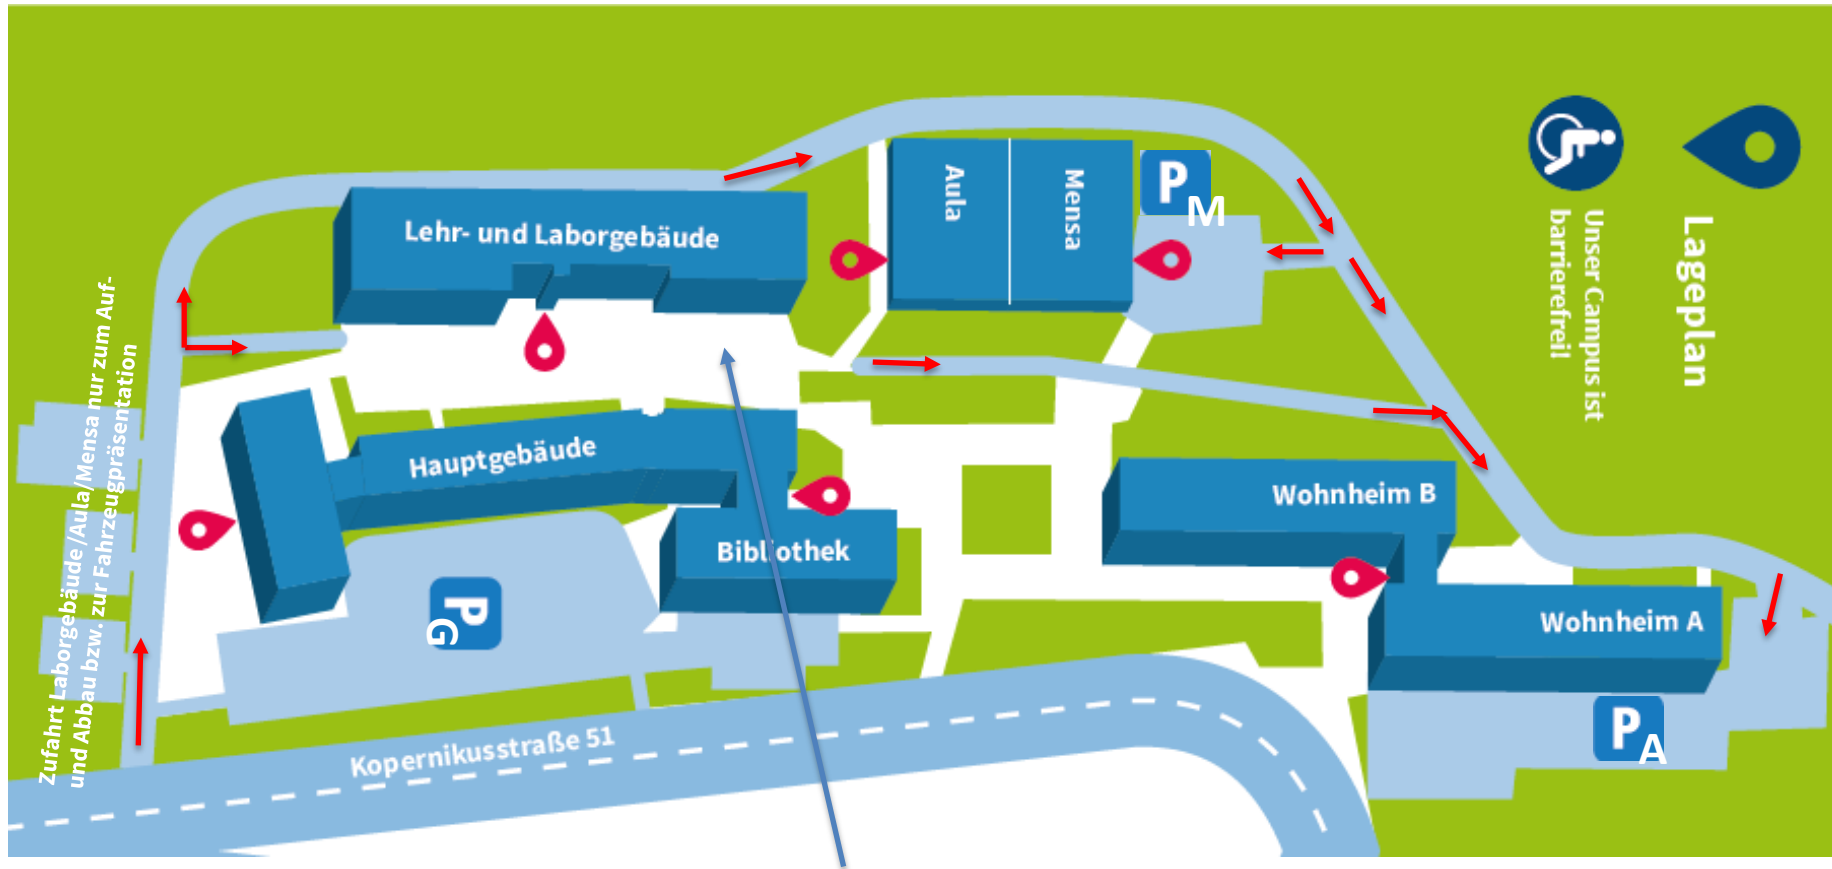 Zufahrt Laborgebäude /Aula/Mensa nur zum Auf-
und Abbau bzw. zur Fahrzeugpräsentation
Lehr- und Laborgebäude
Aula
Mensa
P
M
Unser Campus ist
barrierefrei!
Lageplan
Hauptgebäude
Bibliothek
P
G
Wohnheim B
Wohnheim A
P
A
Kopernikusstraße 51